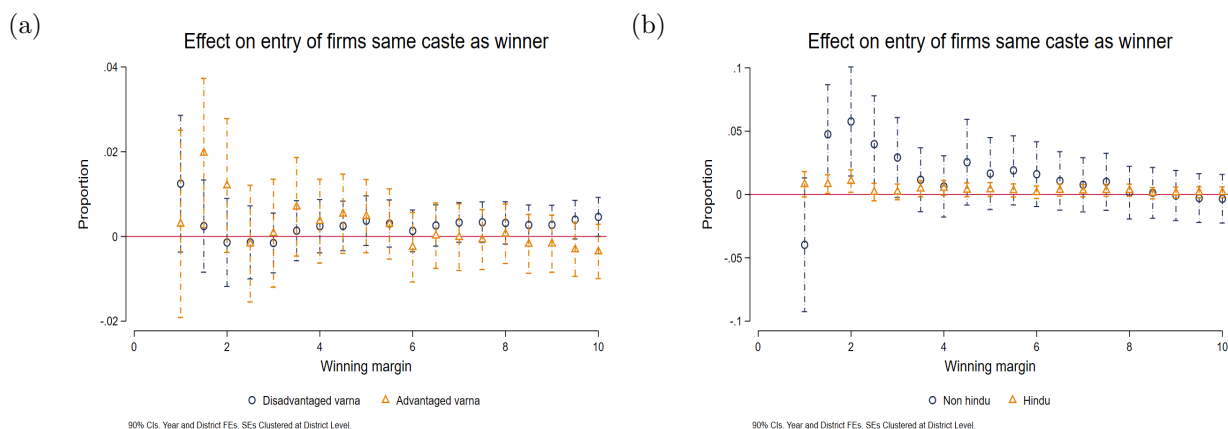 (a)
Effect on entry of firms same caste as winner
.04
.02
0
-.02
Proportion
0 2 4 6 8 10
Winning margin
Disadvantaged varna Advantaged varna
90% CIs. Year and District FEs. SEs Clustered at District Level.
(b)
Effect on entry of firms same caste as winner
.1
.05
0
-.05
-.1
Proportion
0 2 4 6 8 10
Winning margin
Non hindu Hindu
90% CIs. Year and District FEs. SEs Clustered at District Level.